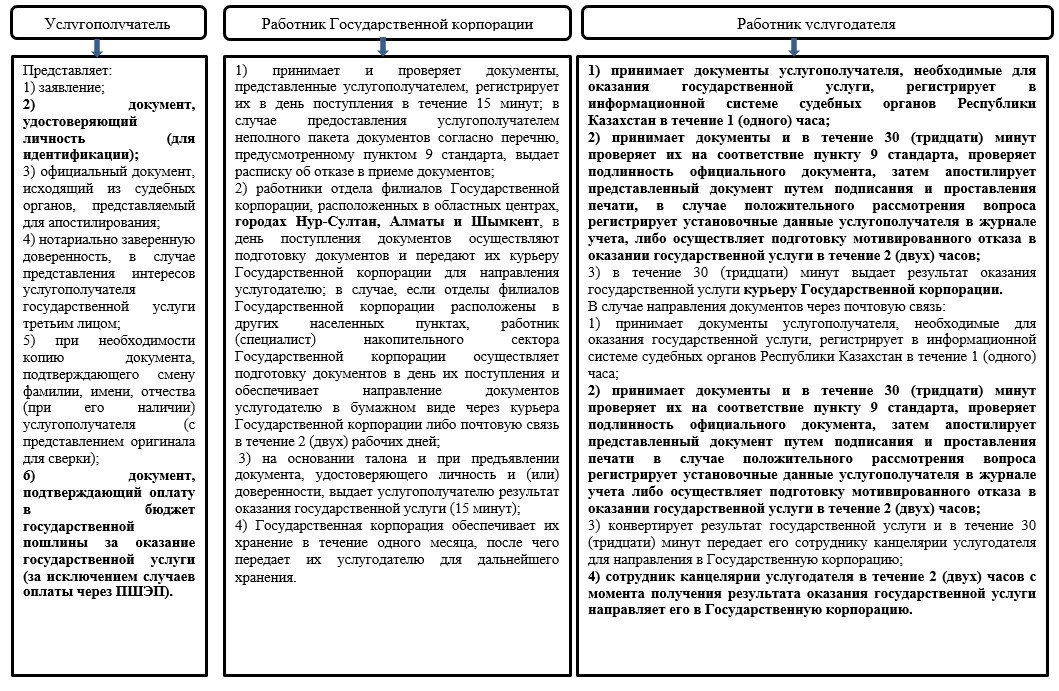 Услугополучатель
Представляет:
1) заявление;
2) документ,
удостоверяющий
личность (для
идентификации);
3) официальный документ,
исходящий из судебных
органов, представляемый
для апостилирования;
4) нотариально заверенную
доверенность, в случае
представления интересов
услугополучателя
государственной услуги
третьим лицом;
5) при необходимости
копию документа,
подтверждающего смену
фамилии, имени, отчества
(при его наличии)
услугополучателя (с
представлением оригинала
для сверки);
6) документ,
подтверждающий оплату
в бюджет
государственной
пошлины за оказание
государственной услуги
(за исключением случаев
оплаты через ПШЭП).
Работник Государственной корпорации
1) принимает и проверяет документы,
представленные услугополучателем, регистрирует
их в день поступления в течение 15 минут; в
случае предоставления услугополучателем
неполного пакета документов согласно перечню,
предусмотренному пунктом 9 стандарта, выдает
расписку об отказе в приеме документов;
2) работники отдела филиалов Государственной
корпорации, расположенных в областных центрах,
городах Нур-Султан, Алматы и Шымкент, в
день поступления документов осуществляют
подготовку документов и передают их курьеру
Государственной корпорации для направления
услугодателю; в случае, если отделы филиалов
Государственной корпорации расположены в
других населенных пунктах, работник
(специалист) накопительного сектора
Государственной корпорации осуществляет
подготовку документов в день их поступления и
обеспечивает направление документов
услугодателю в бумажном виде через курьера
Государственной корпорации либо почтовую связь
в течение 2 (двух) рабочих дней;
3) на основании талона и при предъявлении
документа, удостоверяющего личность и (или)
доверенности, выдает услугополучателю результат
оказания государственной услуги (15 минут);
4) Государственная корпорация обеспечивает их
хранение в течение одного месяца, после чего
передает их услугодателю для дальнейшего
хранения.
Работник услугодателя
1) принимает документы услугополучателя, необходимые для
оказания государственной услуги, регистрирует в
информационной системе судебных органов Республики
Казахстан в течение 1 (одного) часа;
2) принимает документы и в течение 30 (тридцати) минут
проверяет их на соответствие пункту 9 стандарта, проверяет
подлинность официального документа, затем апостилирует
представленный документ путем подписания и проставления
печати, в случае положительного рассмотрения вопроса
регистрирует установочные данные услугополучателя в журнале
учета, либо осуществляет подготовку мотивированного отказа в
оказании государственной услуги в течение 2 (двух) часов;
3) в течение 30 (тридцати) минут выдает результат оказания
государственной услуги курьеру Государственной корпорации.
В случае направления документов через почтовую связь:
1) принимает документы услугополучателя, необходимые для
оказания государственной услуги, регистрирует в информационной
системе судебных органов Республики Казахстан в течение 1 (одного)
часа;
2) принимает документы и в течение 30 (тридцати) минут
проверяет их на соответствие пункту 9 стандарта, проверяет
подлинность официального документа, затем апостилирует
представленный документ путем подписания и проставления
печати в случае положительного рассмотрения вопроса
регистрирует установочные данные услугополучателя в журнале
учета либо осуществляет подготовку мотивированного отказа в
оказании государственной услуги в течение 2 (двух) часов;
3) конвертирует результат государственной услуги и в течение 30
(тридцати) минут передает его сотруднику канцелярии услугодателя
для направления в Государственную корпорацию;
4) сотрудник канцелярии услугодателя в течение 2 (двух) часов с
момента получения результата оказания государственной услуги
направляет его в Государственную корпорацию.